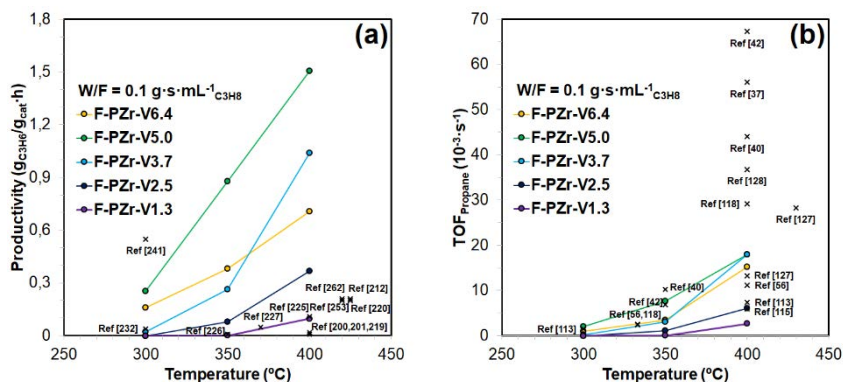 (a)
Productivity (gC3H6/gcat·h)
1,8
1,5
1,2
0,9
0,6
0,3
0
W/F = 0.1 g·s·mL-1C3H8
F-PZr-V6.4
F-PZr-V5.0
F-PZr-V3.7
F-PZr-V2.5
F-PZr-V1.3
Ref [241]
Ref [262]
Ref [212]
Ref [225]
Ref [253]
Ref [220]
Ref [232]
Ref [226]
Ref [227]
Ref [200,201,219]
250
300
350
400
450
Temperature (ºC)
(b)
TOFPropane (10-3·s-1)
70
60
50
40
30
20
10
0
W/F = 0.1 g·s·mL-1C3H8
F-PZr-V6.4
F-PZr-V5.0
F-PZr-V3.7
F-PZr-V2.5
F-PZr-V1.3
Ref [42]
Ref [37]
Ref [40]
Ref [128]
Ref [118]
Ref [127]
Ref [40]
Ref [127]
Ref [56]
Ref [42]
Ref [113]
Ref [56,118]
Ref [113]
Ref [115]
250
300
350
400
450
Temperature (ºC)